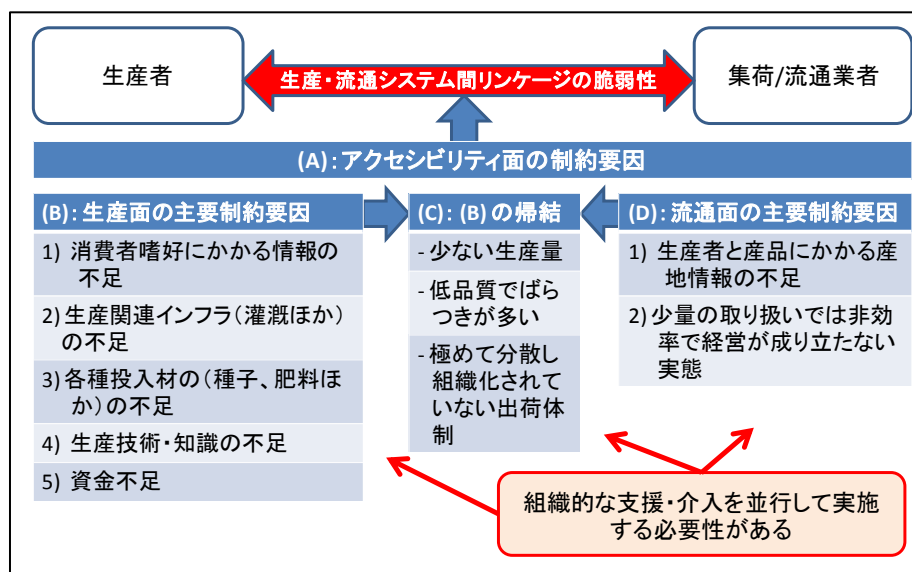 生産者
生産・流通システム間リンケージの脆弱性
集荷/流通業者
(A):アクセシビリティ面の制約要因
(B):生産面の主要制約要因
1) 消費者嗜好にかかる情報の
不足
2)生産関連インフラ(灌漑ほか)
の不足
3)各種投入材の(種子、肥料ほ
か)の不足
4) 生産技術・知識の不足
5) 資金不足
(C): (B) の帰結
- 少ない生産量
- 低品質でばら
つきが多い
- 極めて分散し
組織化されて
いない出荷体
制
(D):流通面の主要制約要因
1) 生産者と産品にかかる産
地情報の不足
2)少量の取り扱いでは非効
率で経営が成り立たない
実態
組織的な支援・介入を並行して実施
する必要性がある